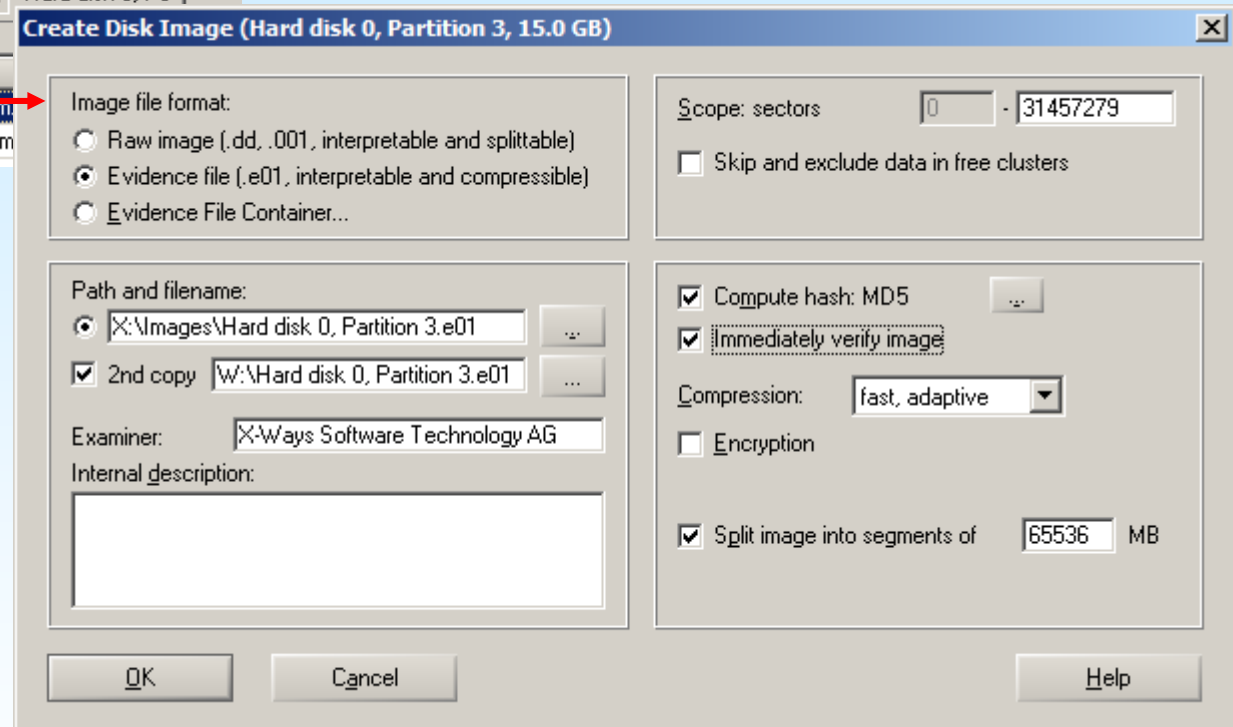 Create Disk Image (Hard disk 0, Partition 3, 15.0 GB)
Image file format:
Raw image (.dd, .001, interpretable and splittable)
Evidence file (.e01, interpretable and compressible)
Evidence File Container...
Scope: sectors 0 - 31457279
Skip and exclude data in free clusters
Path and filename:
X:\Images\Hard disk 0, Partition 3.e01 ...
2nd copy W:\Hard disk 0, Partition 3.e01 ...
Examiner: X-Ways Software Technology AG
Internal description:
Compute hash: MD5 ...
Immediately verify image
Compression: fast, adaptive
Encryption
Split image into segments of 65536 MB
OK Cancel Help